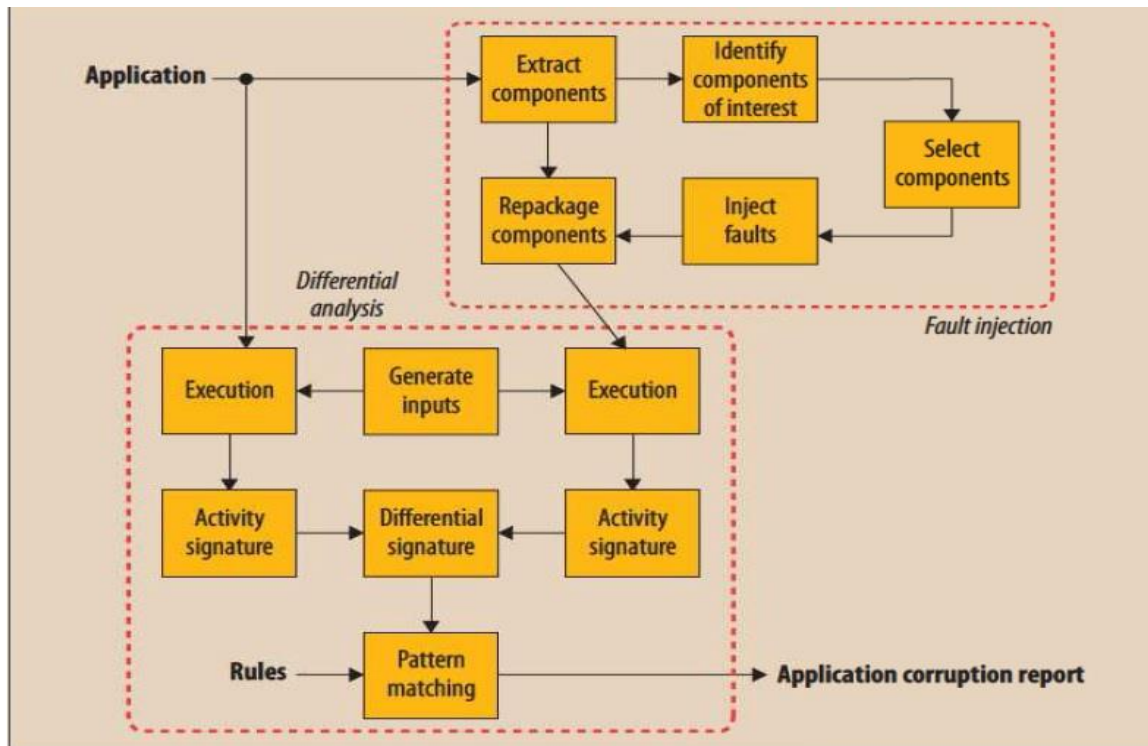 Application
Extract
components
Identify
components
of interest
Select
components
Repackage
components
Inject
faults
Differential
analysis
Fault injection
Execution
Generate
inputs
Execution
Activity
signature
Differential
signature
Activity
signature
Rules
Pattern
matching
Application corruption report